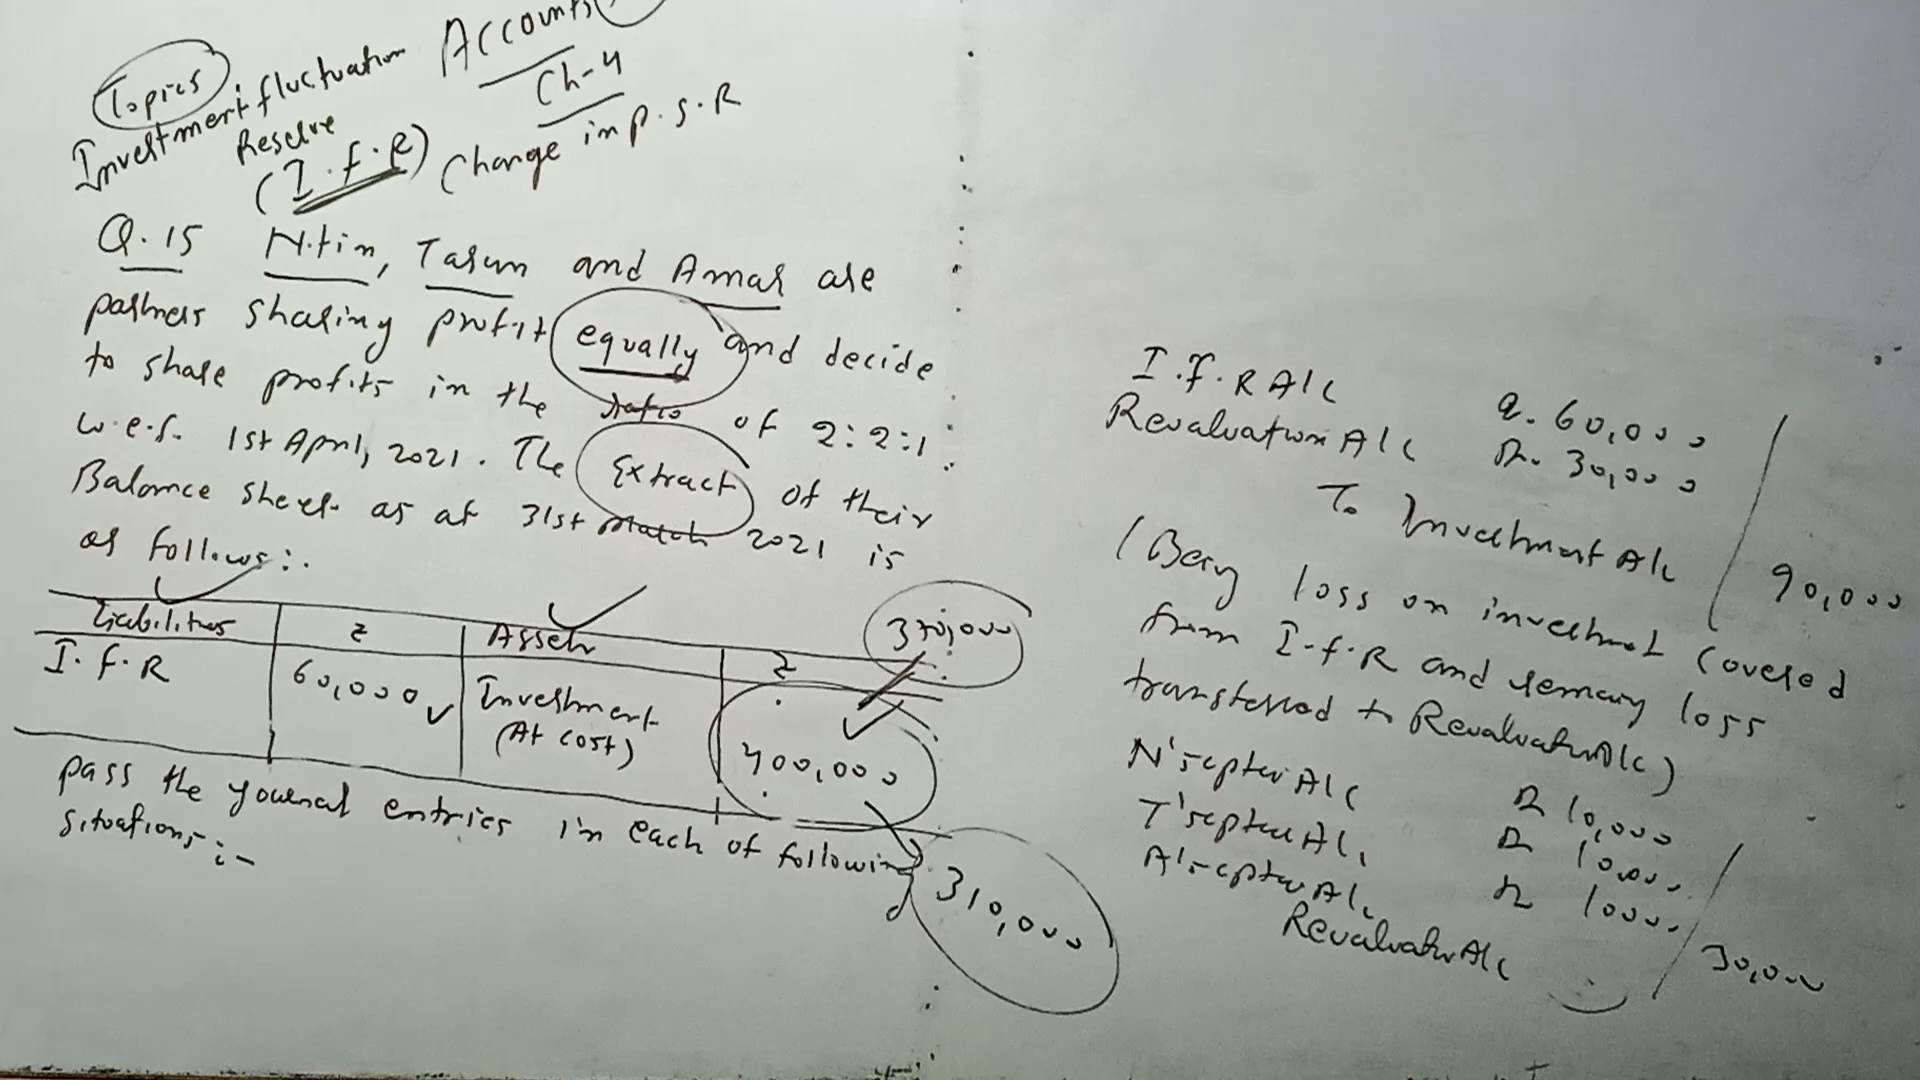 Topics
Investment fluctuation
Reserve
(I.F.R)
Accounts
Ch-4
Change in P.S.R
Q.15 Nitin, Tarun and Amar are
partners sharing profit equally and decide
to share profits in the ratio of 2:2:1
w.e.f. 1st April, 2021. The Extract of their
Balance sheet as at 31st March 2021 is
as follows:-
Liabilities ₹ Assets ₹
I.F.R 60,000 Investment
(At cost) 400,000
310,000
Pass the journal entries in each of following
situations:-
I.F.R A/c Dr. 60,000
Revaluation A/c Dr. 30,000
To Investment A/c 90,000
(Being loss on investment covered
from I.F.R and remaing loss
transferred to Revaluation A/c)
N's capital A/c Dr 10,000
T's capital A/c Dr 10,000
A's capital A/c Dr 10,000
Revaluation A/c 30,000